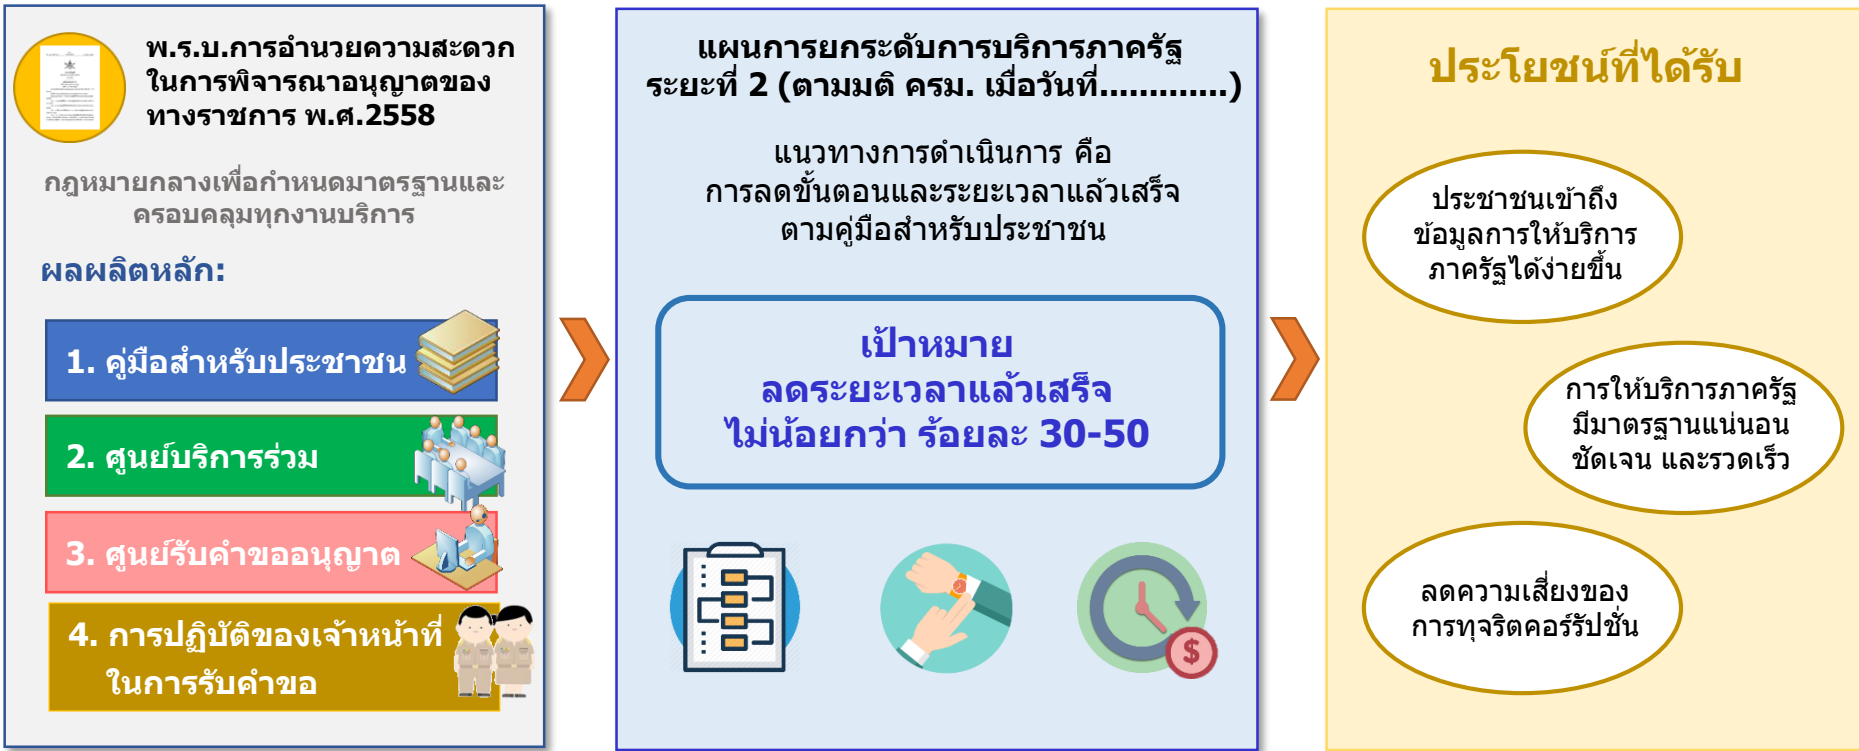 พ.ร.บ.การอำนวยความสะดวก
ในการพิจารณาอนุญาตของ
ทางราชการ พ.ศ.2558
กฎหมายกลางเพื่อกำหนดมาตรฐานและ
ครอบคลุมทุกงานบริการ
ผลผลิตหลัก:
1. คู่มือสำหรับประชาชน
2. ศูนย์บริการร่วม
3. ศูนย์รับคำขออนุญาต
4. การปฏิบัติของเจ้าหน้าที่
ในการรับคำขอ
แผนการยกระดับการบริการภาครัฐ
ระยะที่ 2 (ตามมติ ครม. เมื่อวันที่.............)
แนวทางการดำเนินการ คือ
การลดขั้นตอนและระยะเวลาแล้วเสร็จ
ตามคู่มือสำหรับประชาชน
เป้าหมาย
ลดระยะเวลาแล้วเสร็จ
ไม่น้อยกว่า ร้อยละ 30-50
$
ประโยชน์ที่ได้รับ
ประชาชนเข้าถึง
ข้อมูลการให้บริการ
ภาครัฐได้ง่ายขึ้น
การให้บริการภาครัฐ
มีมาตรฐานแน่นอน
ชัดเจน และรวดเร็ว
ลดความเสี่ยงของ
การทุจริตคอร์รัปชั่น